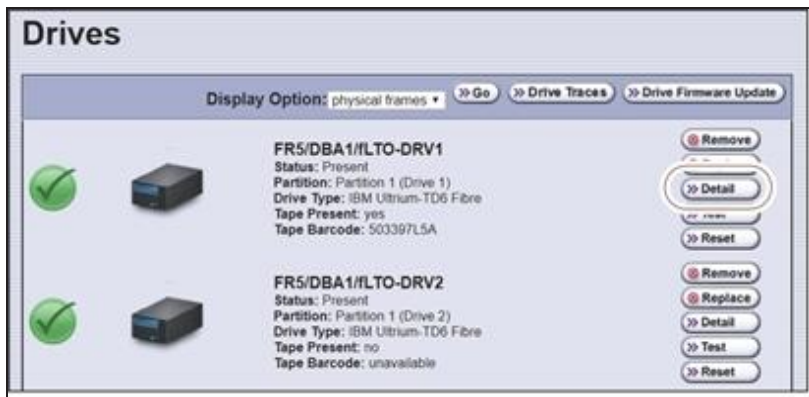 Drives
Display Option: physical frames Go Drive Traces Drive Firmware Update
FR5/DBA1/fLTO-DRV1
Status: Present
Partition: Partition 1 (Drive 1)
Drive Type: IBM Ultrium-TD6 Fibre
Tape Present: yes
Tape Barcode: 503397L5A
Remove
Detail
Reset
FR5/DBA1/fLTO-DRV2
Status: Present
Partition: Partition 1 (Drive 2)
Drive Type: IBM Ultrium-TD6 Fibre
Tape Present: no
Tape Barcode: unavailable
Remove
Replace
Detail
Test
Reset